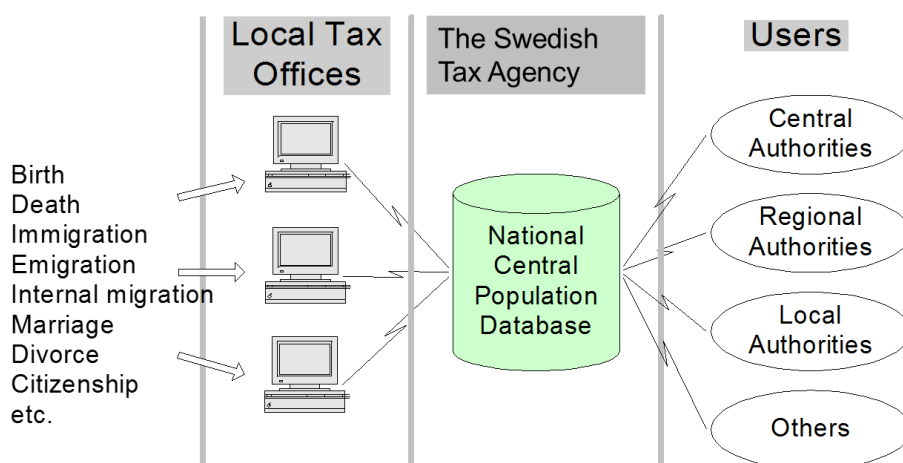 Birth
Death
Immigration
Emigration
Internal migration
Marriage
Divorce
Citizenship
etc.
Local Tax
Offices
The Swedish
Tax Agency
National
Central
Population
Database
Users
Central
Authorities
Regional
Authorities
Local
Authorities
Others